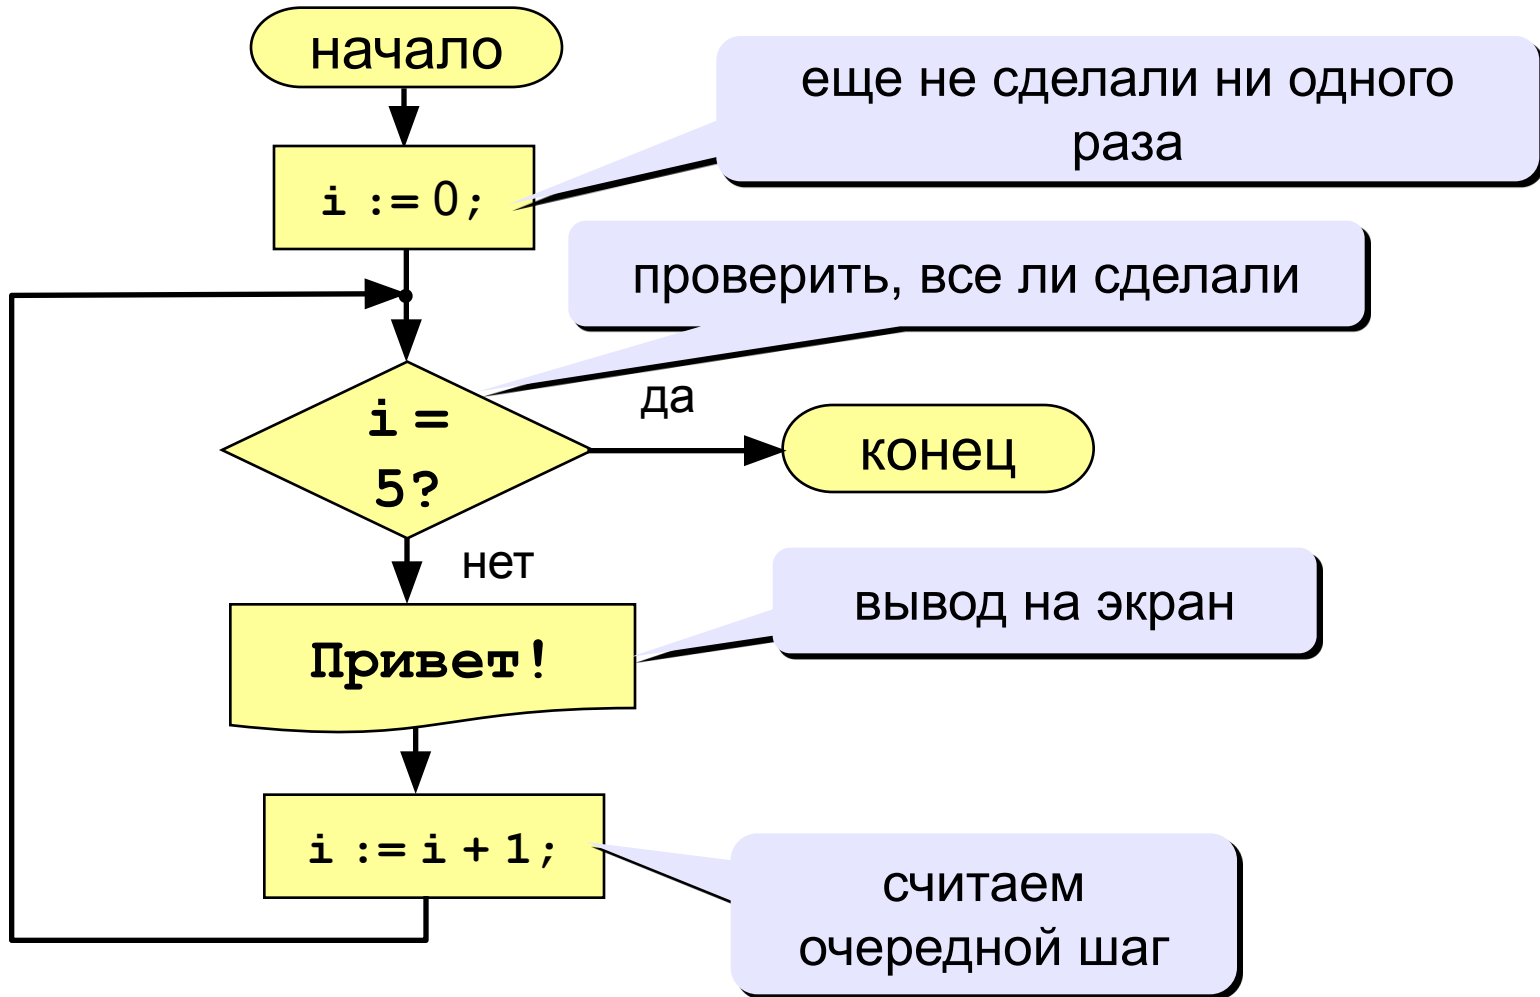 начало
еще не сделали ни одного
раза
i := 0;
проверить, все ли сделали
i =
5?
да
конец
нет
вывод на экран
Привет!
i := i + 1;
считаем
очередной шаг